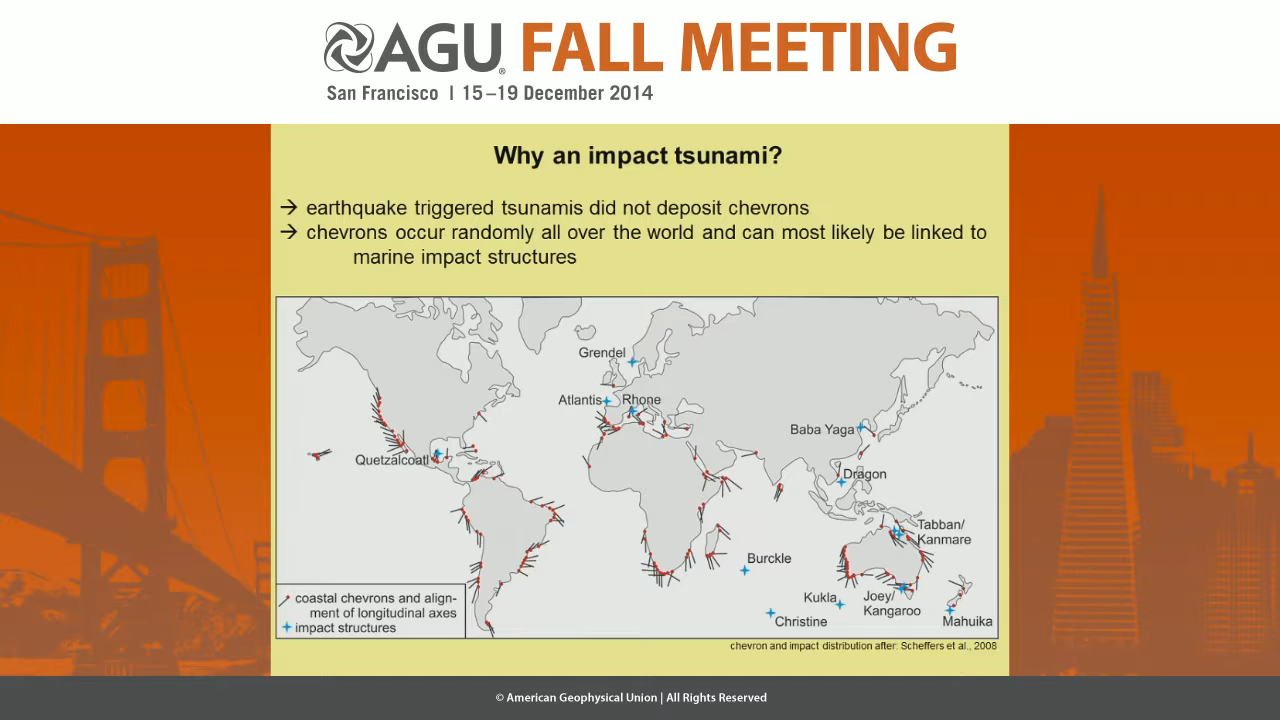 AGU® FALL MEETING
San Francisco | 15–19 December 2014
Why an impact tsunami?
→ earthquake triggered tsunamis did not deposit chevrons
→ chevrons occur randomly all over the world and can most likely be linked to
marine impact structures
Grendel
Atlantis
Rhone
Baba Yaga
Quetzalcoatl
Dragon
Tabban/
Kanmare
Burckle
Kukla
Joey/
Kangaroo
Christine
Mahuika
coastal chevrons and align-
ment of longitudinal axes
impact structures
chevron and impact distribution after: Scheffers et al., 2008
© American Geophysical Union | All Rights Reserved